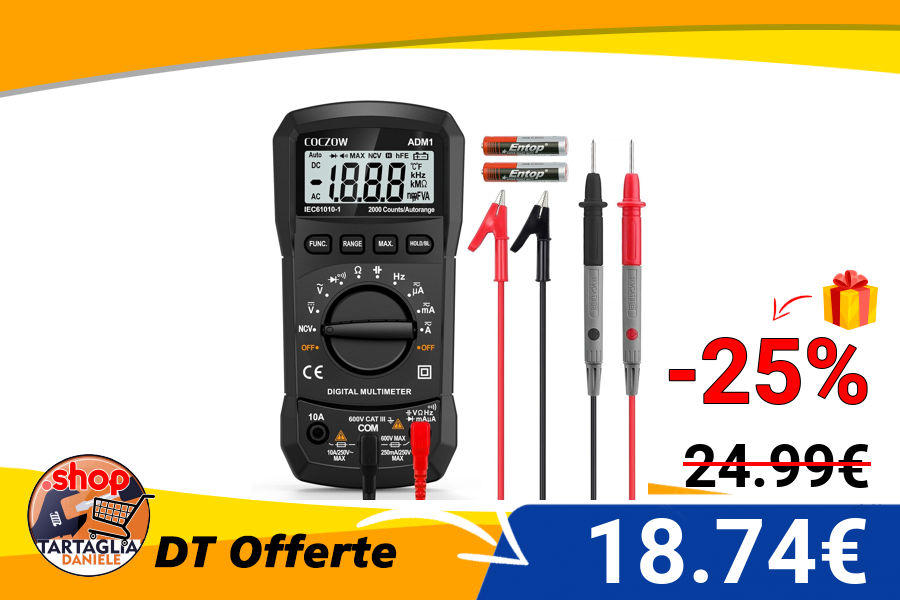 COCZOW ADM1
Auto MAX NCV H hFE
DC -1.8.8.8 °C°F
kHz
kMΩ
AC
IEC61010-1 2000 Counts/Autorange
FUNC. RANGE MAX. HOLD/BL
Ω Hz
V μA
V mA
NCV A
OFF OFF
CE
DIGITAL MULTIMETER
10A 600V CAT III VΩHz
COM mAμA
10A/250V MAX 600V MAX 250mA/250V MAX
Entop®
Entop®
-25%
24.99€
18.74€
.shop
TARTAGLIA
DANIELE
DT Offerte